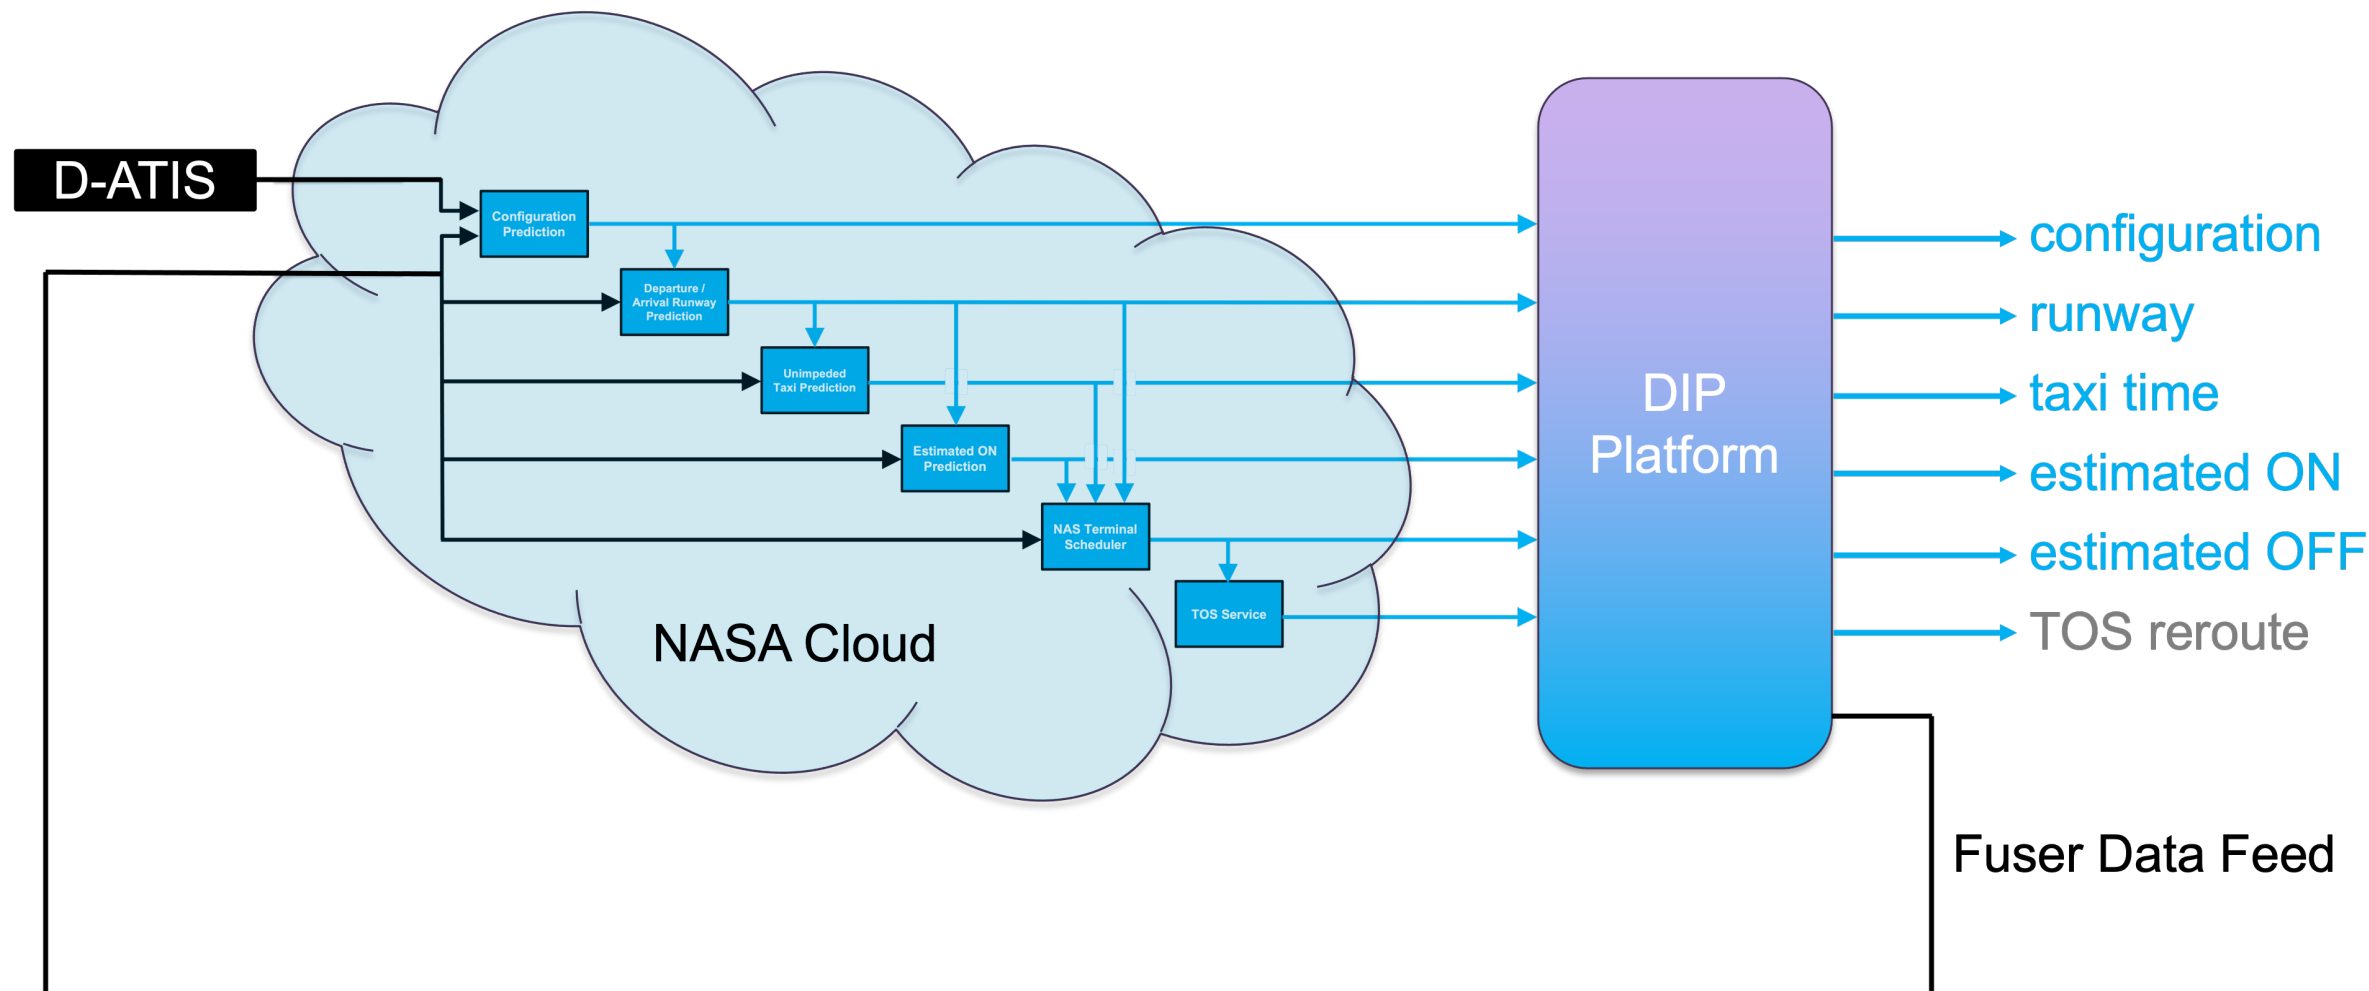 D-ATIS
Configuration
Prediction
Departure /
Arrival Runway
Prediction
Unimpeded
Taxi Prediction
Estimated ON
Prediction
NAS Terminal
Scheduler
TOS Service
NASA Cloud
DIP
Platform
configuration
runway
taxi time
estimated ON
estimated OFF
TOS reroute
Fuser Data Feed